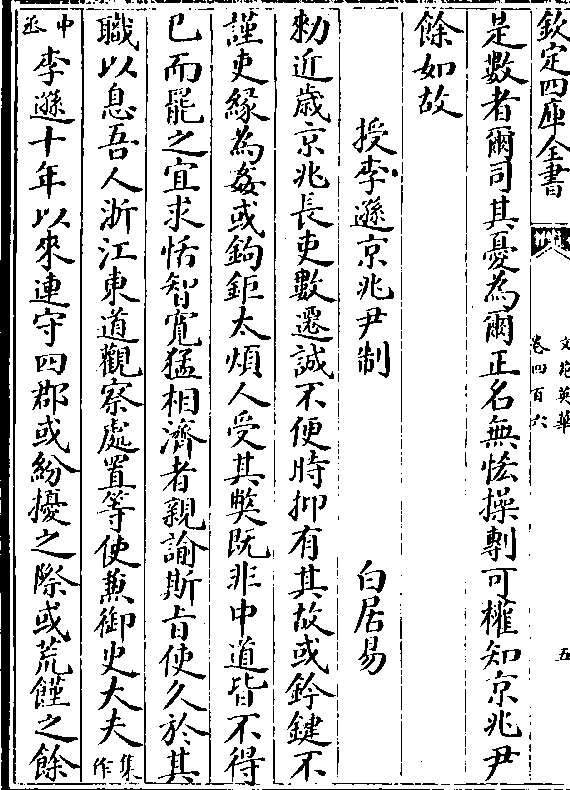 欽定四庫全書
文苑英華
卷四百六
五
是數者爾司其憂為爾正名無恡操剸可權知京兆尹
餘如故
授李遜京兆尹制
白居易
勑近歲京兆長吏數遷誠不便時抑有其故或鈐鍵不
謹吏緣為姦或鉤鉅太煩人受其弊既非中道皆不得
已而罷之宜求恬智寛猛相濟者親諭斯旨使久於其
職以息吾人浙江東道觀察處置等使兼御史大夫集作
中丞李遜十年以來連守四郡或紛擾之際或荒饉之餘